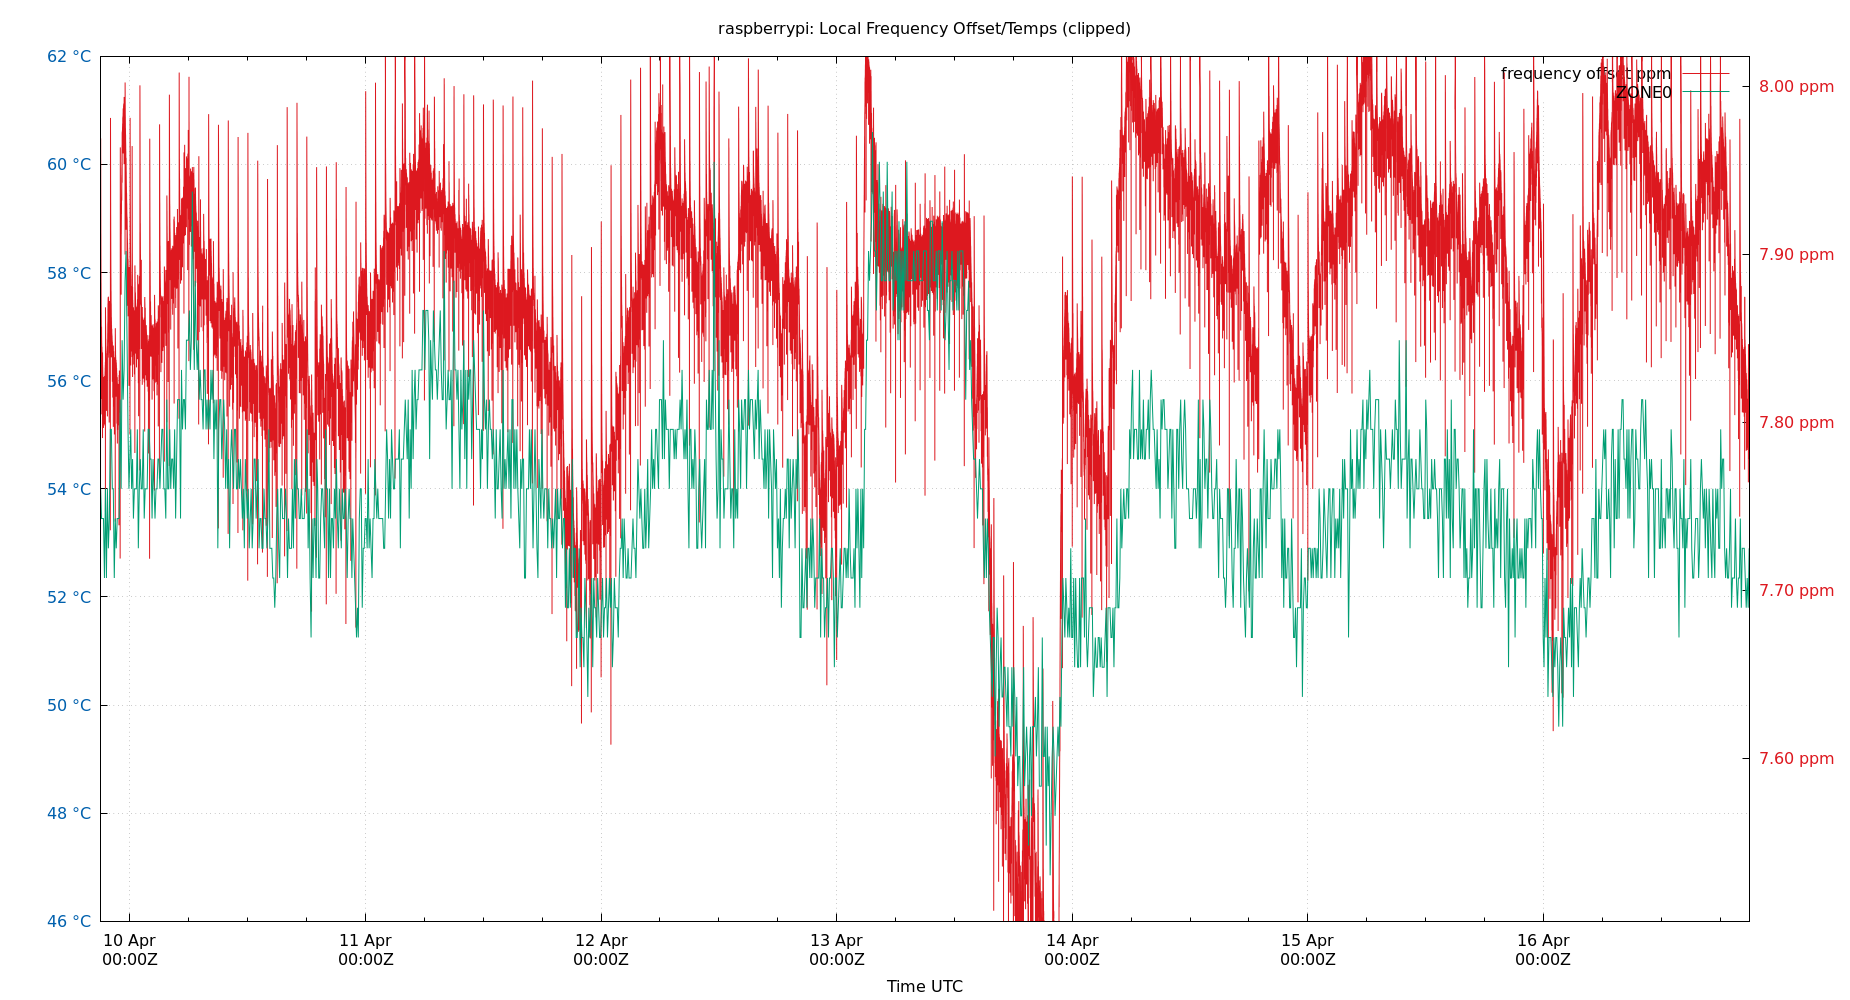 raspberrypi: Local Frequency Offset/Temps (clipped)
62 °C
60 °C
58 °C
56 °C
54 °C
52 °C
50 °C
48 °C
46 °C
frequency offset ppm
ZONE0
8.00 ppm
7.90 ppm
7.80 ppm
7.70 ppm
7.60 ppm
10 Apr
00:00Z
11 Apr
00:00Z
12 Apr
00:00Z
13 Apr
00:00Z
14 Apr
00:00Z
15 Apr
00:00Z
16 Apr
00:00Z
Time UTC